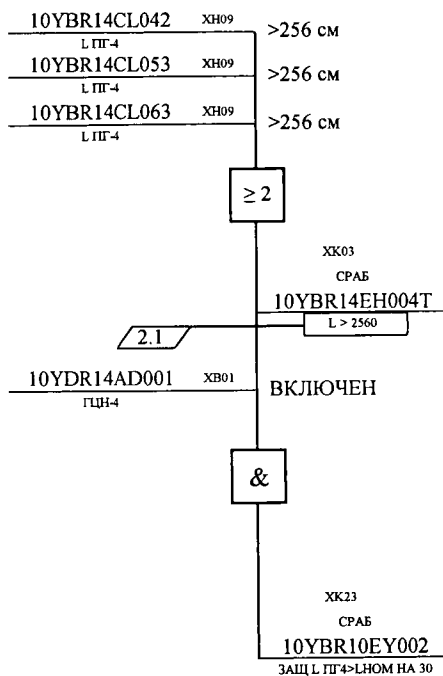 10YBR14CL042 XH09 >256 см
L ПГ-4
10YBR14CL053 XH09 >256 см
L ПГ-4
10YBR14CL063 XH09 >256 см
L ПГ-4
≥ 2
XK03
СРАБ
10YBR14EH004T
L > 2560
2.1
10YDR14AD001 XB01 ВКЛЮЧЕН
ГЦН-4
&
XK23
СРАБ
10YBR10EY002
ЗАЩ L ПГ4>LНОМ НА 30